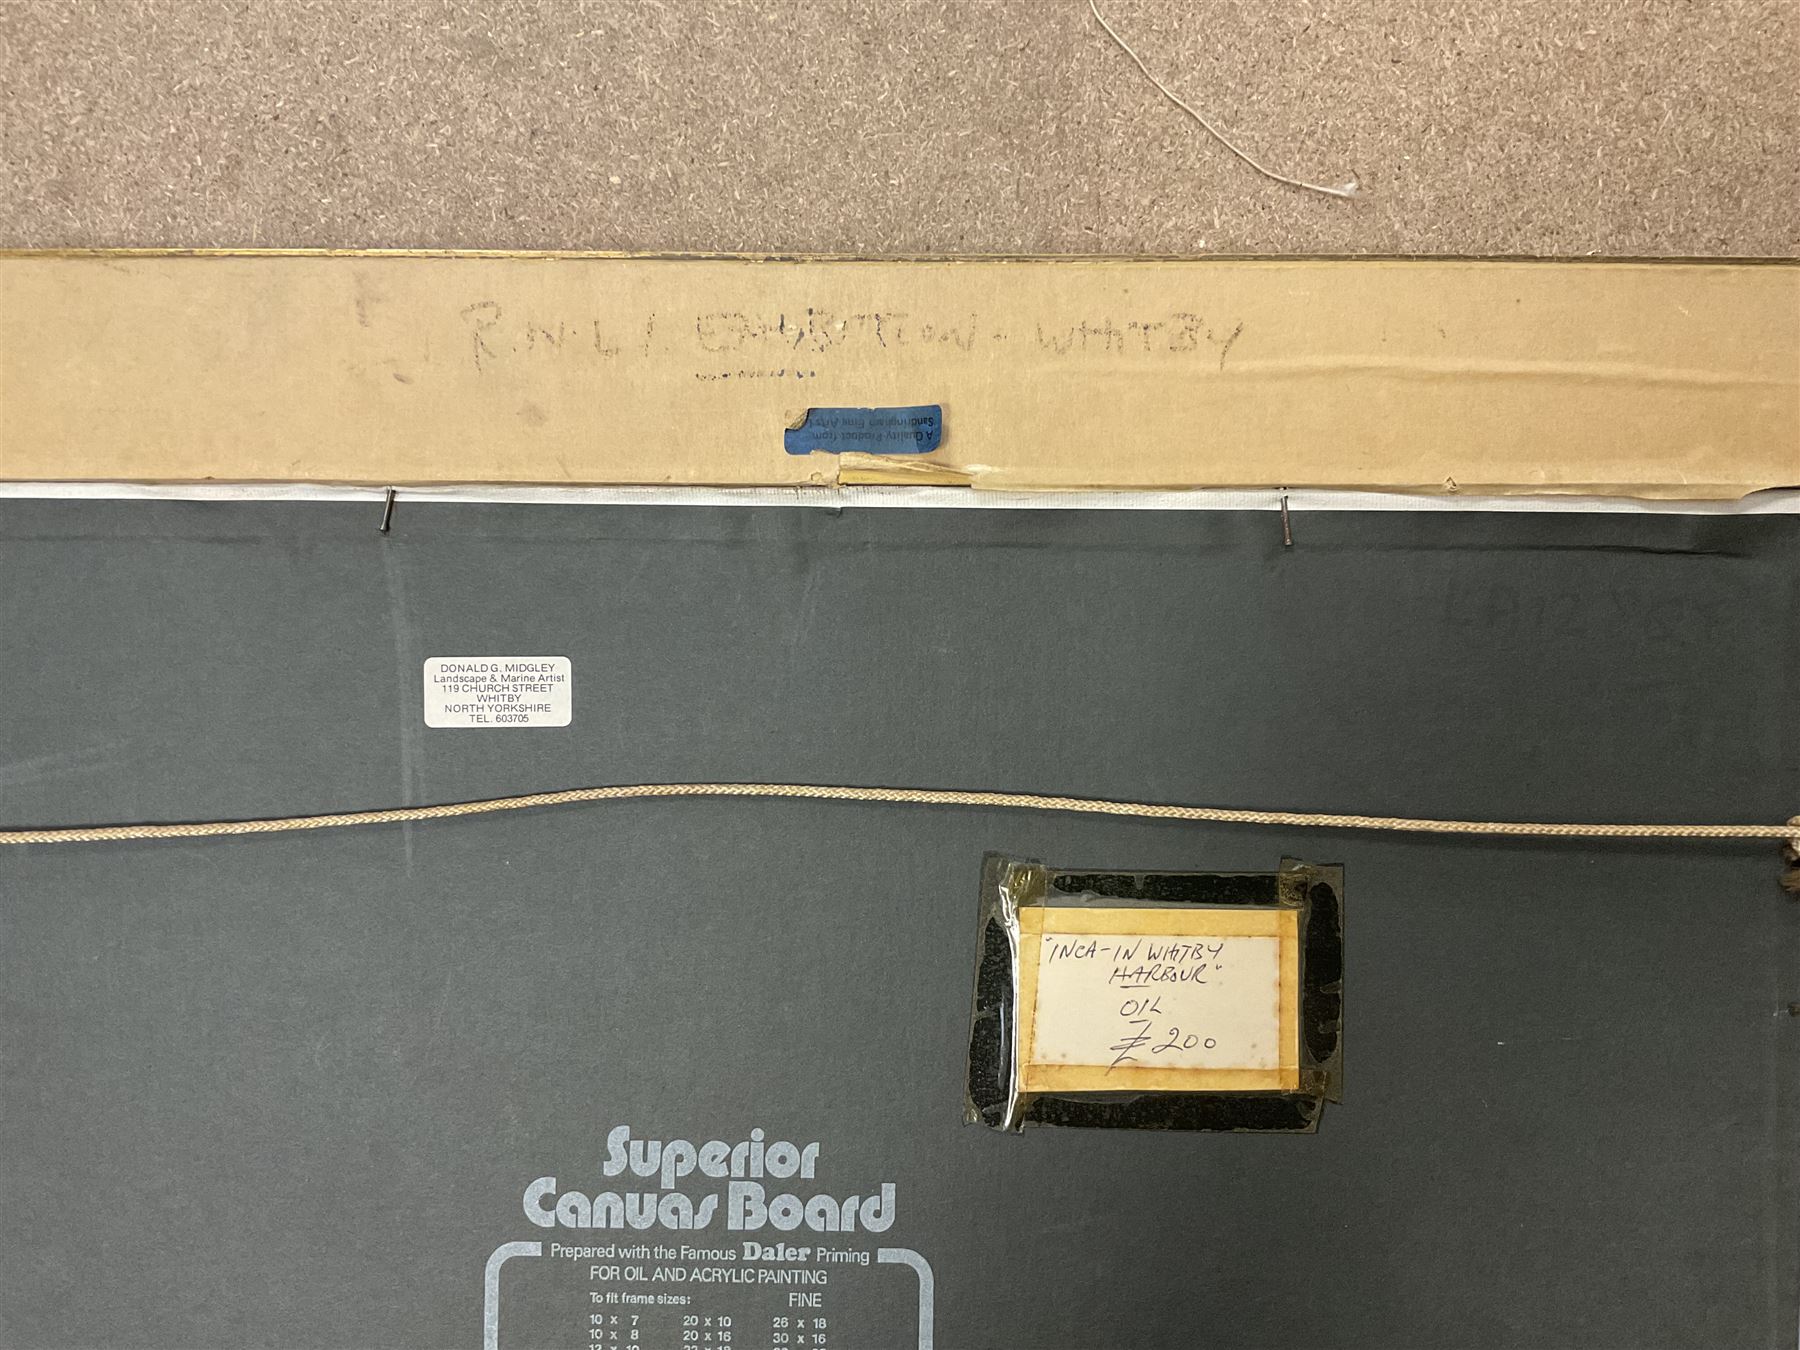 R.N.L.I. EXHIBITION - WHITBY
A Quality Product from
Sandringham Fine Arts
DONALD G. MIDGLEY
Landscape & Marine Artist
119 CHURCH STREET
WHITBY
NORTH YORKSHIRE
TEL. 603705
"INCA - IN WHITBY
HARBOUR"
OIL
£200
Superior
Canvas Board
Prepared with the Famous Daler Priming
FOR OIL AND ACRYLIC PAINTING
To fit frame sizes: FINE
10 x 7 20 x 10 26 x 18
10 x 8 20 x 16 30 x 16